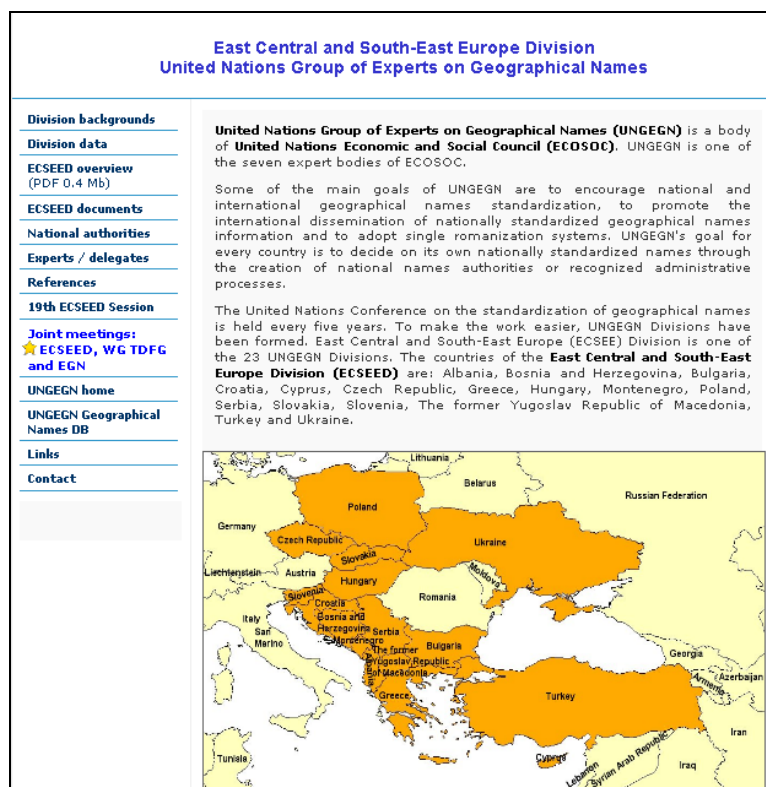 East Central and South-East Europe Division
United Nations Group of Experts on Geographical Names
Division backgrounds
Division data
ECSEED overview
(PDF 0.4 Mb)
ECSEED documents
National authorities
Experts / delegates
References
19th ECSEED Session
Joint meetings:
ECSEED, WG TDFG
and EGN
UNGEGN home
UNGEGN Geographical
Names DB
Links
Contact
United Nations Group of Experts on Geographical Names (UNGEGN) is a body
of United Nations Economic and Social Council (ECOSOC). UNGEGN is one of
the seven expert bodies of ECOSOC.
Some of the main goals of UNGEGN are to encourage national and
international geographical names standardization, to promote the
international dissemination of nationally standardized geographical names
information and to adopt single romanization systems. UNGEGN's goal for
every country is to decide on its own nationally standardized names through
the creation of national names authorities or recognized administrative
processes.
The United Nations Conference on the standardization of geographical names
is held every five years. To make the work easier, UNGEGN Divisions have
been formed. East Central and South-East Europe (ECSEE) Division is one of
the 23 UNGEGN Divisions. The countries of the East Central and South-East
Europe Division (ECSEED) are: Albania, Bosnia and Herzegovina, Bulgaria,
Croatia, Cyprus, Czech Republic, Greece, Hungary, Montenegro, Poland,
Serbia, Slovakia, Slovenia, The former Yugoslav Republic of Macedonia,
Turkey and Ukraine.
Lithuania
Belarus
Russian Federation
Poland
Germany
Czech Republic
Ukraine
Slovakia
Liechtenstein
Austria
Moldova
Hungary
Romania
Slovenia
Croatia
Italy
Bosnia and
Herzegovina
San
Marino
Serbia
Montenegro
Bulgaria
The former
Yugoslav Republic
of Macedonia
Albania
Georgia
Armenia
Azerbaijan
Greece
Turkey
Iran
Tunisia
Cyprus
Lebanon
Syrian Arab Republic
Iraq